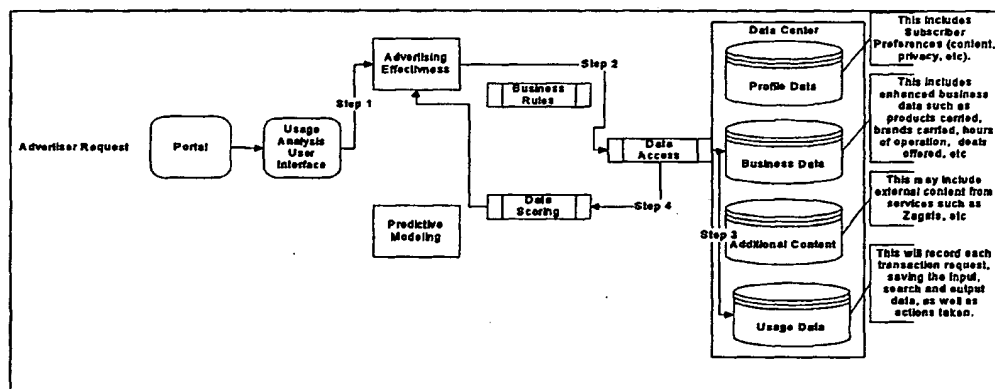 Advertiser Request
Portal
Usage
Analysis
User
Interface
Step 1
Advertising
Effectivness
Step 2
Business
Rules
Data
Access
Data
Scoring
Step 4
Predictive
Modeling
Data Center
Profile Data
Business Data
Step 3
Additional Content
Usage Data
This includes
Subscriber
Preferences (content,
privacy, etc).
This includes
enhanced business
data such as
products carried,
brands carried, hours
of operation, deals
offered, etc
This may include
external content from
services such as
Zagats, etc
This will record each
transaction request,
saving the input,
search and output
data, as well as
actions taken.